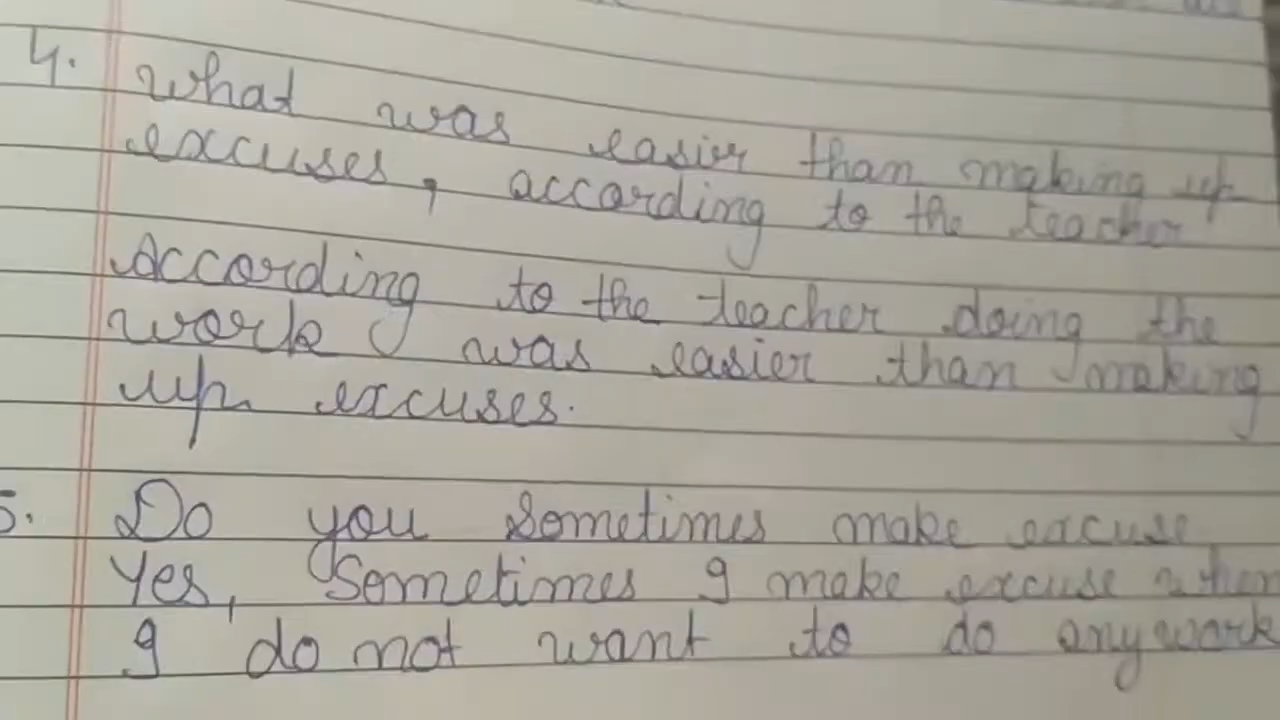 4. What was easier than making up
excuses, according to the teacher
According to the teacher doing the
work was easier than making
up excuses.
5. Do you sometimes make excuse
Yes, Sometimes I make excuse when
I do not want to do any work